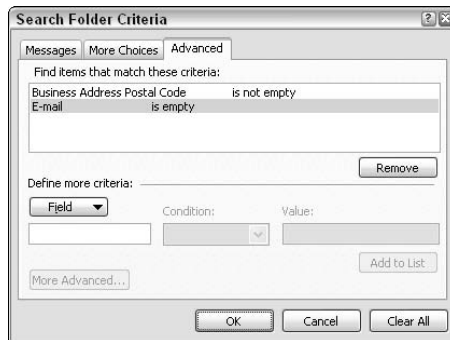 Search Folder Criteria
Messages More Choices Advanced
Find items that match these criteria:
Business Address Postal Code is not empty
E-mail is empty
Remove
Define more criteria:
Field Condition: Value:
Add to List
More Advanced...
OK Cancel Clear All